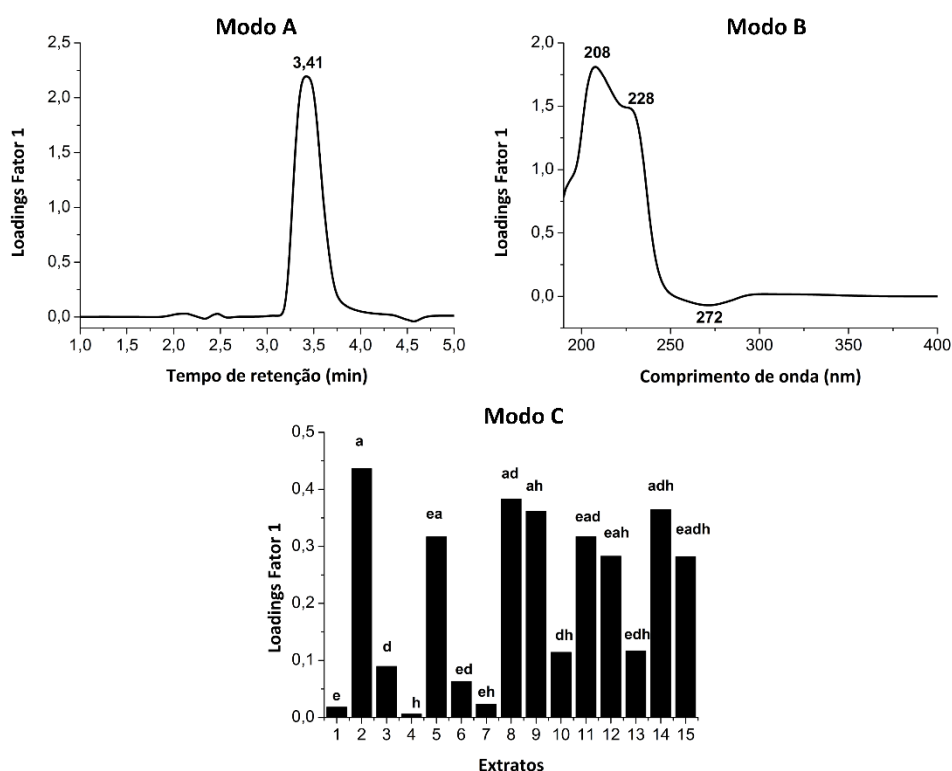 Modo A
2,5
2,0
1,5
1,0
0,5
0,0
3,41
1,0 1,5 2,0 2,5 3,0 3,5 4,0 4,5 5,0
Loadings Fator 1
Tempo de retenção (min)
Modo B
2,0
1,5
1,0
0,5
0,0
208
228
272
200 250 300 350 400
Loadings Fator 1
Comprimento de onda (nm)
Modo C
0,5
0,4
0,3
0,2
0,1
0,0
e a d h ea ed eh ad ah dh ead eah edh adh eadh
1 2 3 4 5 6 7 8 9 10 11 12 13 14 15
Loadings Fator 1
Extratos